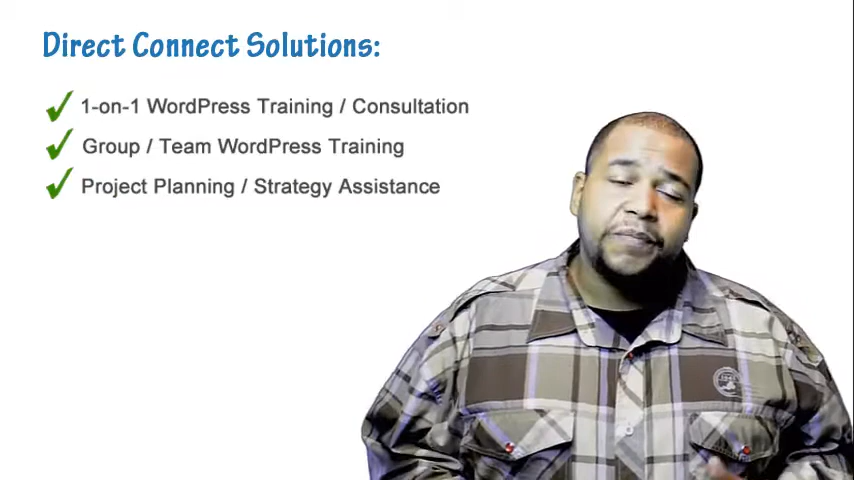 Direct Connect Solutions:
1-on-1 WordPress Training / Consultation
Group / Team WordPress Training
Project Planning / Strategy Assistance